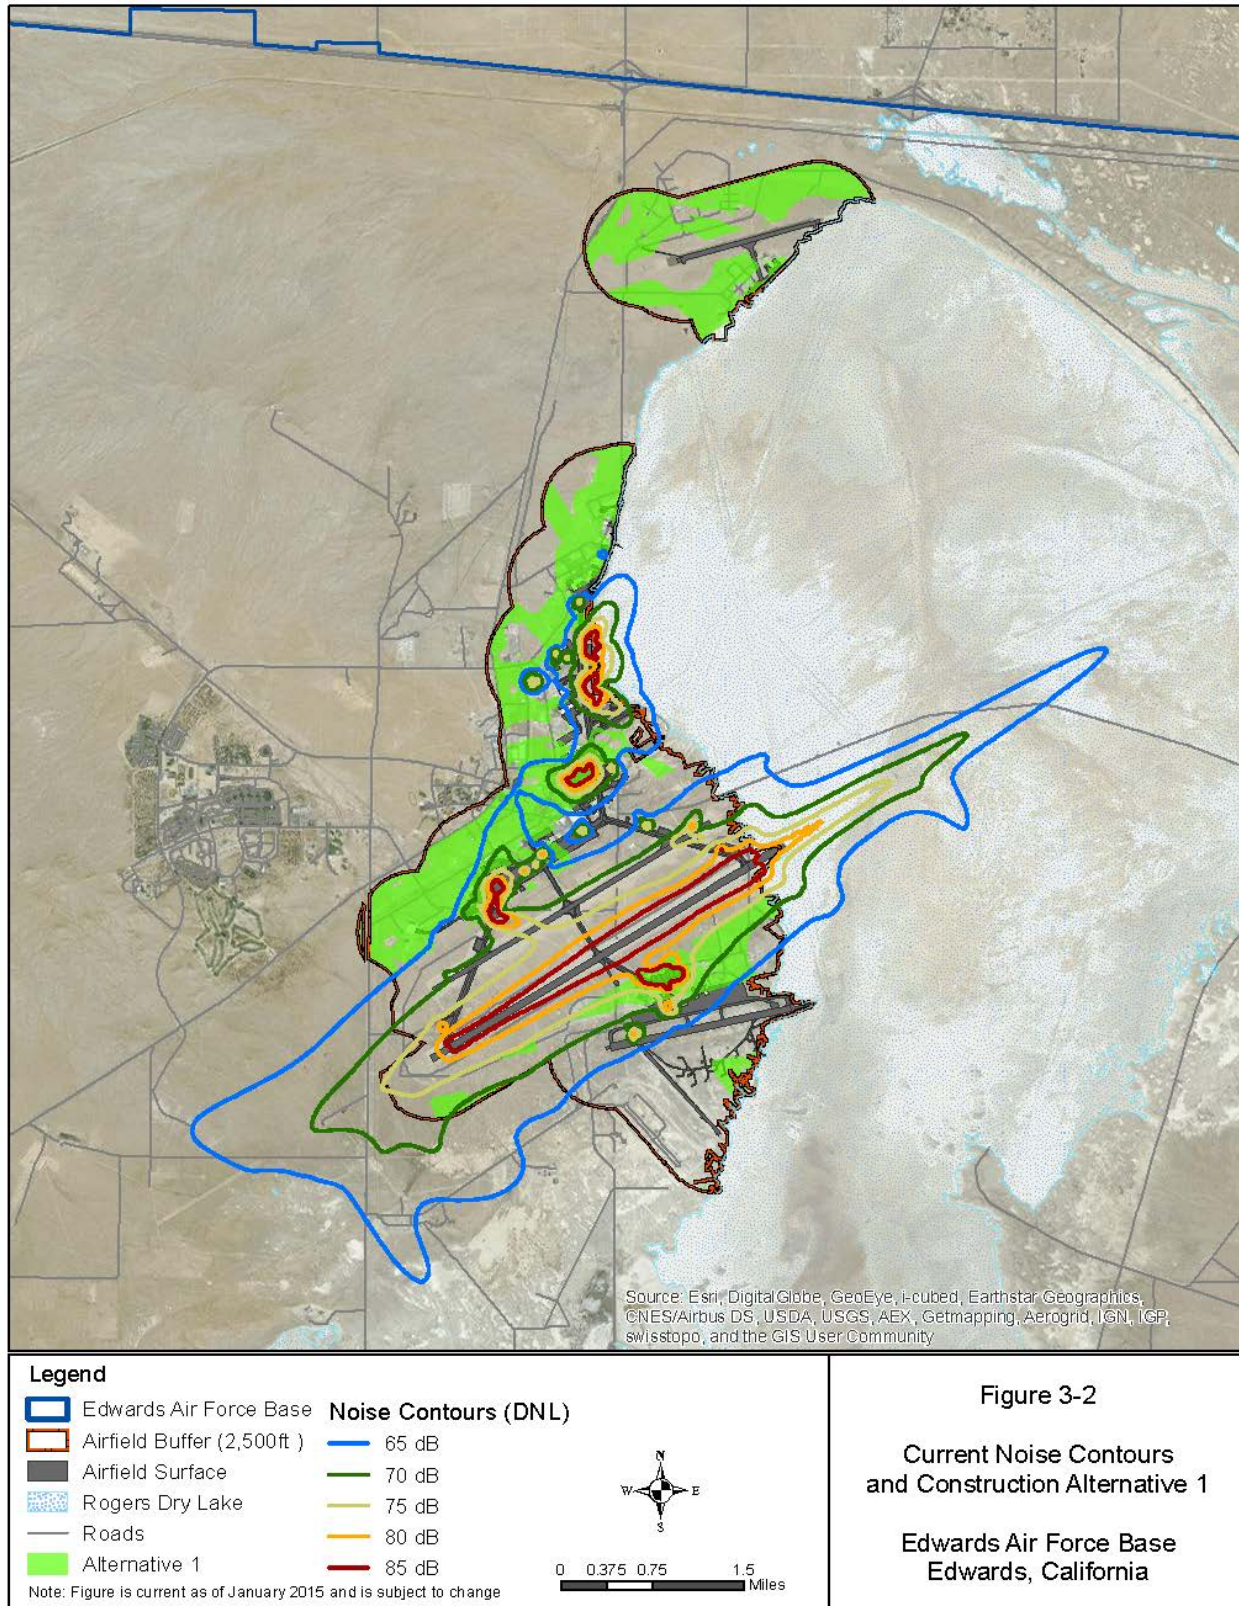 Source: Esri, DigitalGlobe, GeoEye, i-cubed, Earthstar Geographics,
CNES/Airbus DS, USDA, USGS, AEX, Getmapping, Aerogrid, IGN, IGP,
swisstopo, and the GIS User Community
Legend
Edwards Air Force Base
Airfield Buffer (2,500ft )
Airfield Surface
Rogers Dry Lake
Roads
Alternative 1
Note: Figure is current as of January 2015 and is subject to change
Noise Contours (DNL)
65 dB
70 dB
75 dB
80 dB
85 dB
N
W E
S
0 0.375 0.75 1.5
Miles
Figure 3-2
Current Noise Contours
and Construction Alternative 1
Edwards Air Force Base
Edwards, California